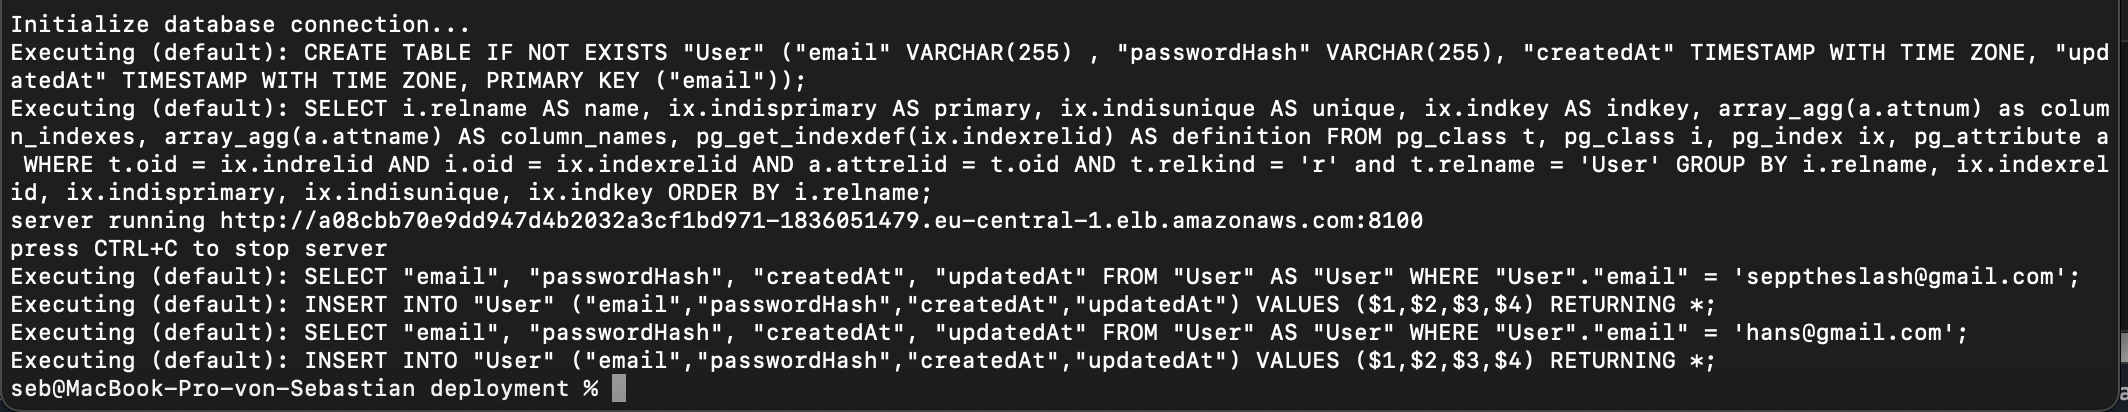 Initialize database connection...
Executing (default): CREATE TABLE IF NOT EXISTS "User" ("email" VARCHAR(255) , "passwordHash" VARCHAR(255), "createdAt" TIMESTAMP WITH TIME ZONE, "upd
atedAt" TIMESTAMP WITH TIME ZONE, PRIMARY KEY ("email"));
Executing (default): SELECT i.relname AS name, ix.indisprimary AS primary, ix.indisunique AS unique, ix.indkey AS indkey, array_agg(a.attnum) as colum
n_indexes, array_agg(a.attname) AS column_names, pg_get_indexdef(ix.indexrelid) AS definition FROM pg_class t, pg_class i, pg_index ix, pg_attribute a
 WHERE t.oid = ix.indrelid AND i.oid = ix.indexrelid AND a.attrelid = t.oid AND t.relkind = 'r' and t.relname = 'User' GROUP BY i.relname, ix.indexrel
id, ix.indisprimary, ix.indisunique, ix.indkey ORDER BY i.relname;
server running http://a08cbb70e9dd947d4b2032a3cf1bd971-1836051479.eu-central-1.elb.amazonaws.com:8100
press CTRL+C to stop server
Executing (default): SELECT "email", "passwordHash", "createdAt", "updatedAt" FROM "User" AS "User" WHERE "User"."email" = 'sepptheslash@gmail.com';
Executing (default): INSERT INTO "User" ("email","passwordHash","createdAt","updatedAt") VALUES ($1,$2,$3,$4) RETURNING *;
Executing (default): SELECT "email", "passwordHash", "createdAt", "updatedAt" FROM "User" AS "User" WHERE "User"."email" = 'hans@gmail.com';
Executing (default): INSERT INTO "User" ("email","passwordHash","createdAt","updatedAt") VALUES ($1,$2,$3,$4) RETURNING *;
seb@MacBook-Pro-von-Sebastian deployment %